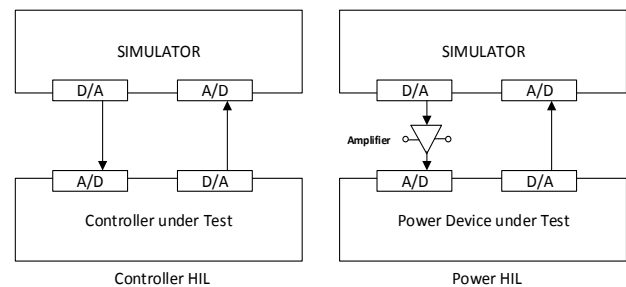 SIMULATOR
D/A
A/D
A/D
D/A
Controller under Test
Controller HIL
SIMULATOR
D/A
A/D
Amplifier
A/D
D/A
Power Device under Test
Power HIL